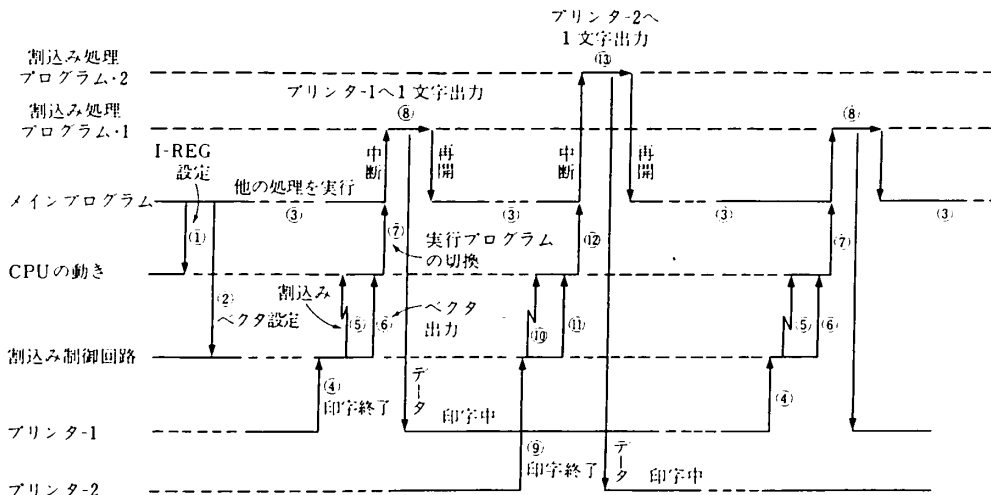 プリンタ-2へ
1文字出力
⑬
割込み処理
プログラム・2
プリンタ-1へ1文字出力
割込み処理
プログラム・1
⑧
⑧
I-REG
設定
中断
再開
中断
再開
他の処理を実行
メインプログラム
③
③
③
③
①
⑦
実行プログラム
の切換
⑫
⑦
CPUの動き
②
ベクタ設定
割込み
⑤
⑥
ベクタ
出力
⑩
⑪
⑤
⑥
割込み制御回路
④
印字終了
データ
印字中
④
プリンタ-1
⑨
印字終了
データ
印字中
プリンタ-2